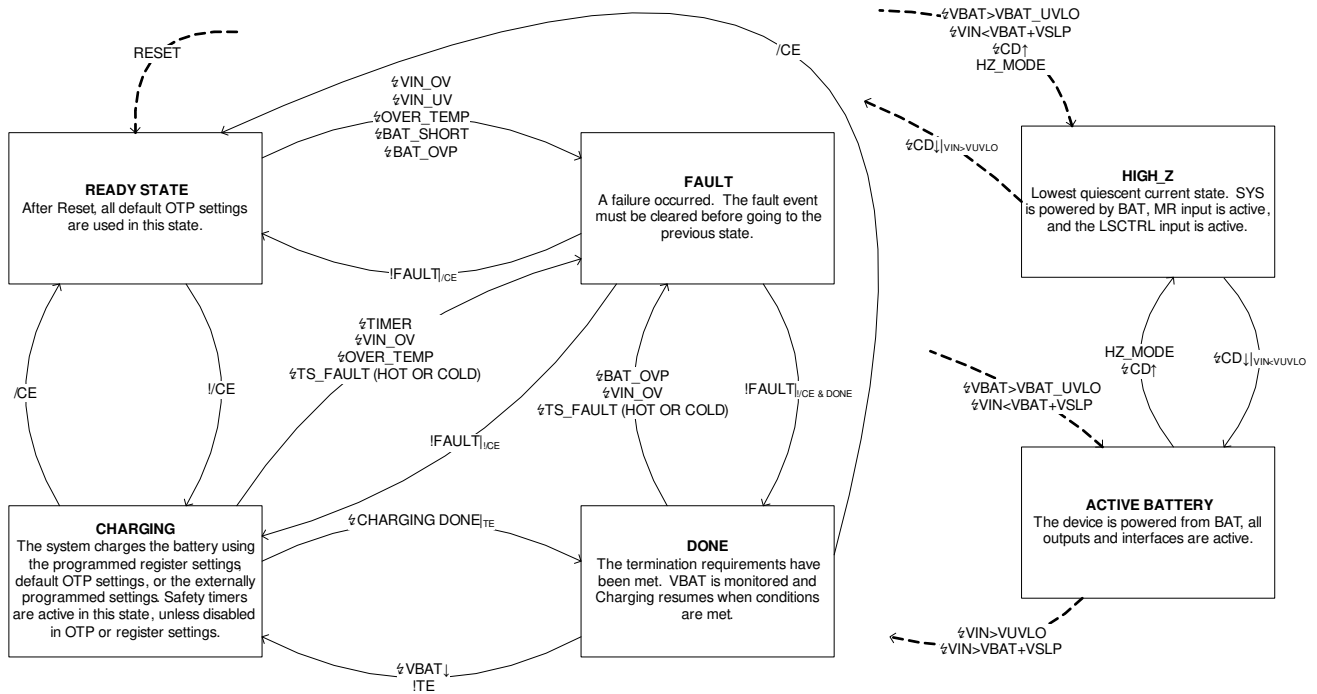 RESET
/CE
↯VIN_OV
↯VIN_UV
↯OVER_TEMP
↯BAT_SHORT
↯BAT_OVP
↯VBAT>VBAT_UVLO
↯VIN<VBAT+VSLP
↯CD↑
HZ_MODE
↯CD↓|VIN>VUVLO
READY STATE
After Reset, all default OTP settings
are used in this state.
FAULT
A failure occurred. The fault event
must be cleared before going to the
previous state.
HIGH_Z
Lowest quiescent current state. SYS
is powered by BAT, MR input is active,
and the LSCTRL input is active.
!FAULT|/CE
↯TIMER
↯VIN_OV
↯OVER_TEMP
↯TS_FAULT (HOT OR COLD)
/CE
!/CE
↯BAT_OVP
↯VIN_OV
↯TS_FAULT (HOT OR COLD)
!FAULT|!/CE & DONE
!FAULT|!/CE
HZ_MODE
↯CD↑
↯CD↓|VIN<VUVLO
↯VBAT>VBAT_UVLO
↯VIN<VBAT+VSLP
CHARGING
The system charges the battery using
the programmed register settings,
default OTP settings, or the externally
programmed settings. Safety timers
are active in this state, unless disabled
in OTP or register settings.
↯CHARGING DONE|TE
DONE
The termination requirements have
been met. VBAT is monitored and
Charging resumes when conditions
are met.
ACTIVE BATTERY
The device is powered from BAT, all
outputs and interfaces are active.
↯VBAT↓
!TE
↯VIN>VUVLO
↯VIN>VBAT+VSLP